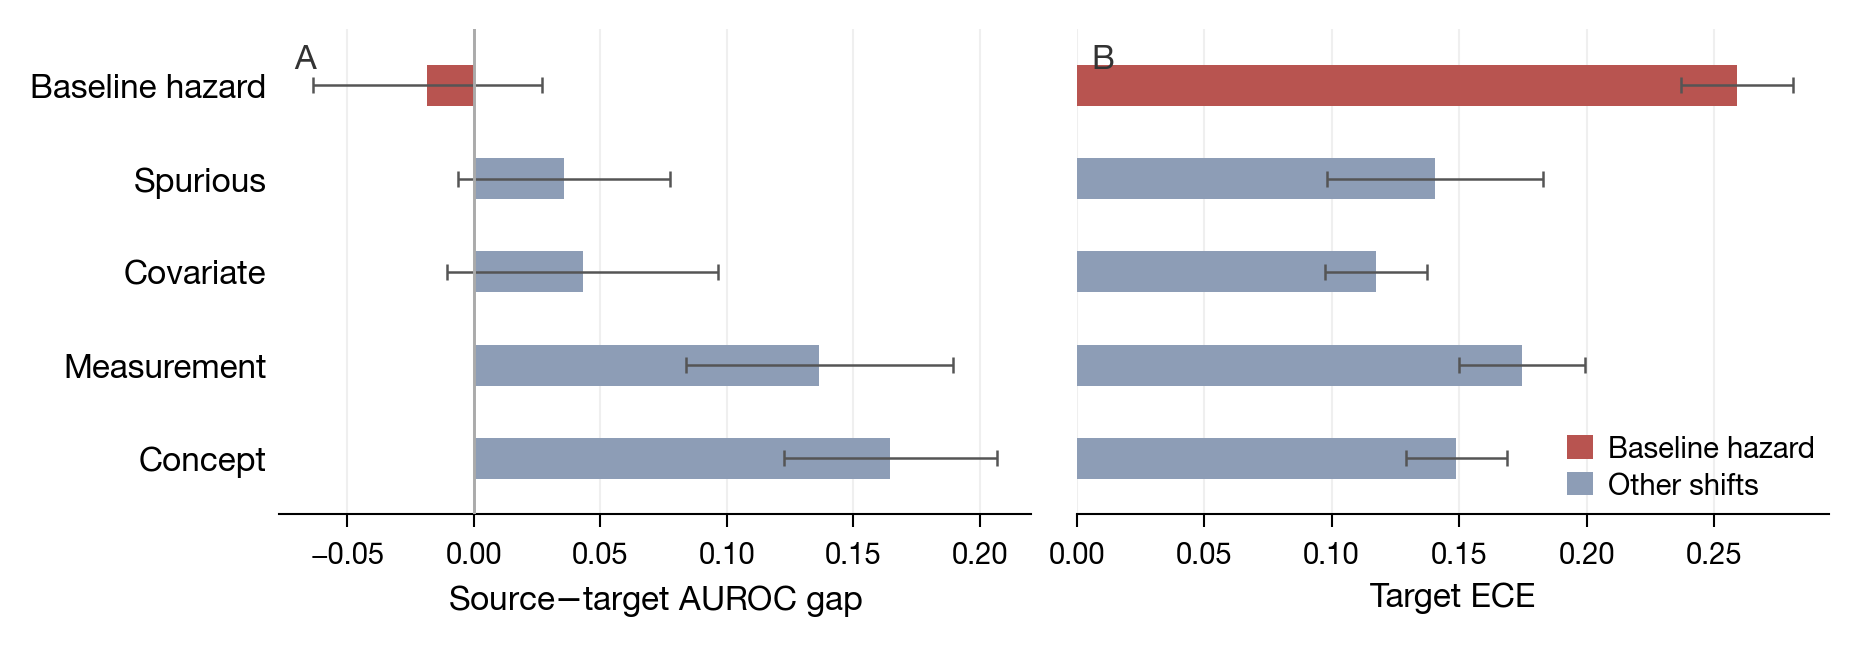 A
B
Baseline hazard
Spurious
Covariate
Measurement
Concept
Baseline hazard
Other shifts
−0.05 0.00 0.05 0.10 0.15 0.20
0.00 0.05 0.10 0.15 0.20 0.25
Source−target AUROC gap
Target ECE